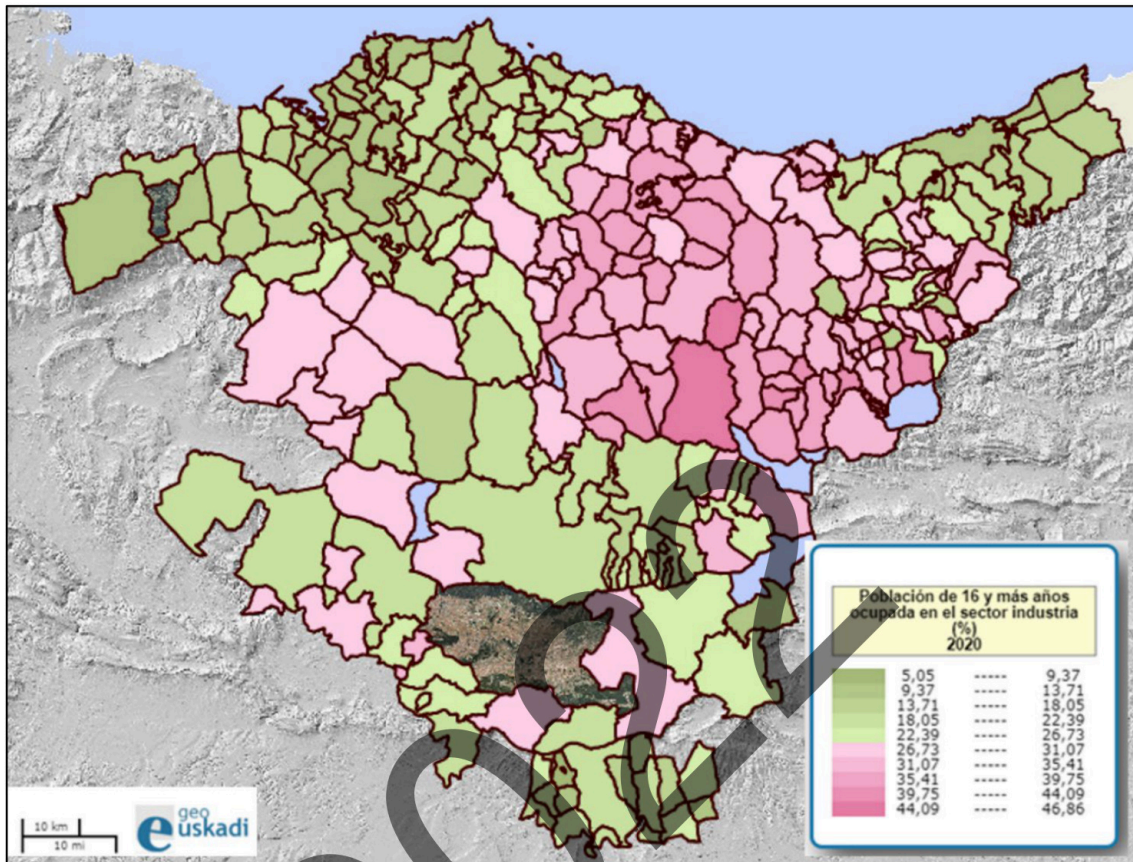 Población de 16 y más años
ocupada en el sector industria
(%)
2020
5,05 ----- 9,37
9,37 ----- 13,71
13,71 ----- 18,05
18,05 ----- 22,39
22,39 ----- 26,73
26,73 ----- 31,07
31,07 ----- 35,41
35,41 ----- 39,75
39,75 ----- 44,09
44,09 ----- 46,86
10 km
10 mi
geo
euskadi